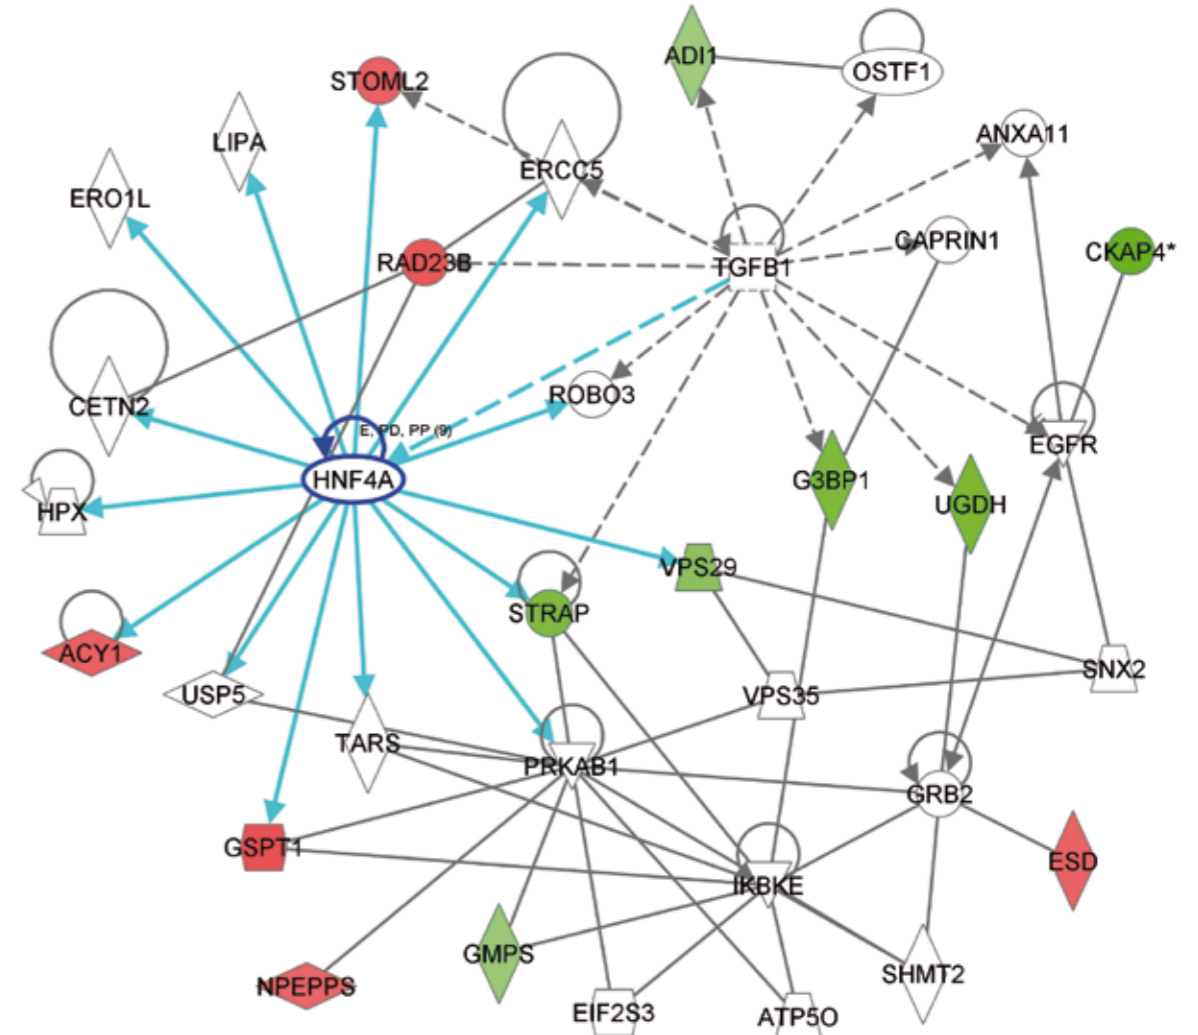 ADI1
OSTF1
STOML2
ANXA11
LIPA
ERCC5
ERO1L
CAPRIN1
CKAP4*
RAD23B
TGFB1
ROBO3
CETN2
E, PD, PP (9)
EGFR
HNF4A
G3BP1
UGDH
HPX
VPS29
STRAP
ACY1
SNX2
USP5
VPS35
TARS
PRKAB1
GRB2
GSPT1
ESD
IKBKE
GMPS
SHMT2
NPEPPS
EIF2S3
ATP5O